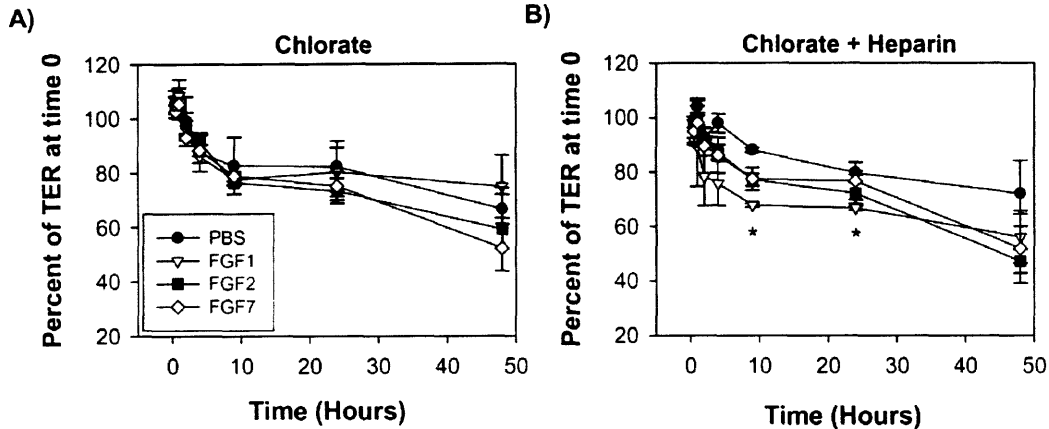 A)
Chlorate
Percent of TER at time 0
120
100
80
60
40
20
PBS
FGF1
FGF2
FGF7
0
10
20
30
40
50
Time (Hours)
B)
Chlorate + Heparin
Percent of TER at time 0
120
100
80
60
40
20
*
*
0
10
20
30
40
50
Time (Hours)